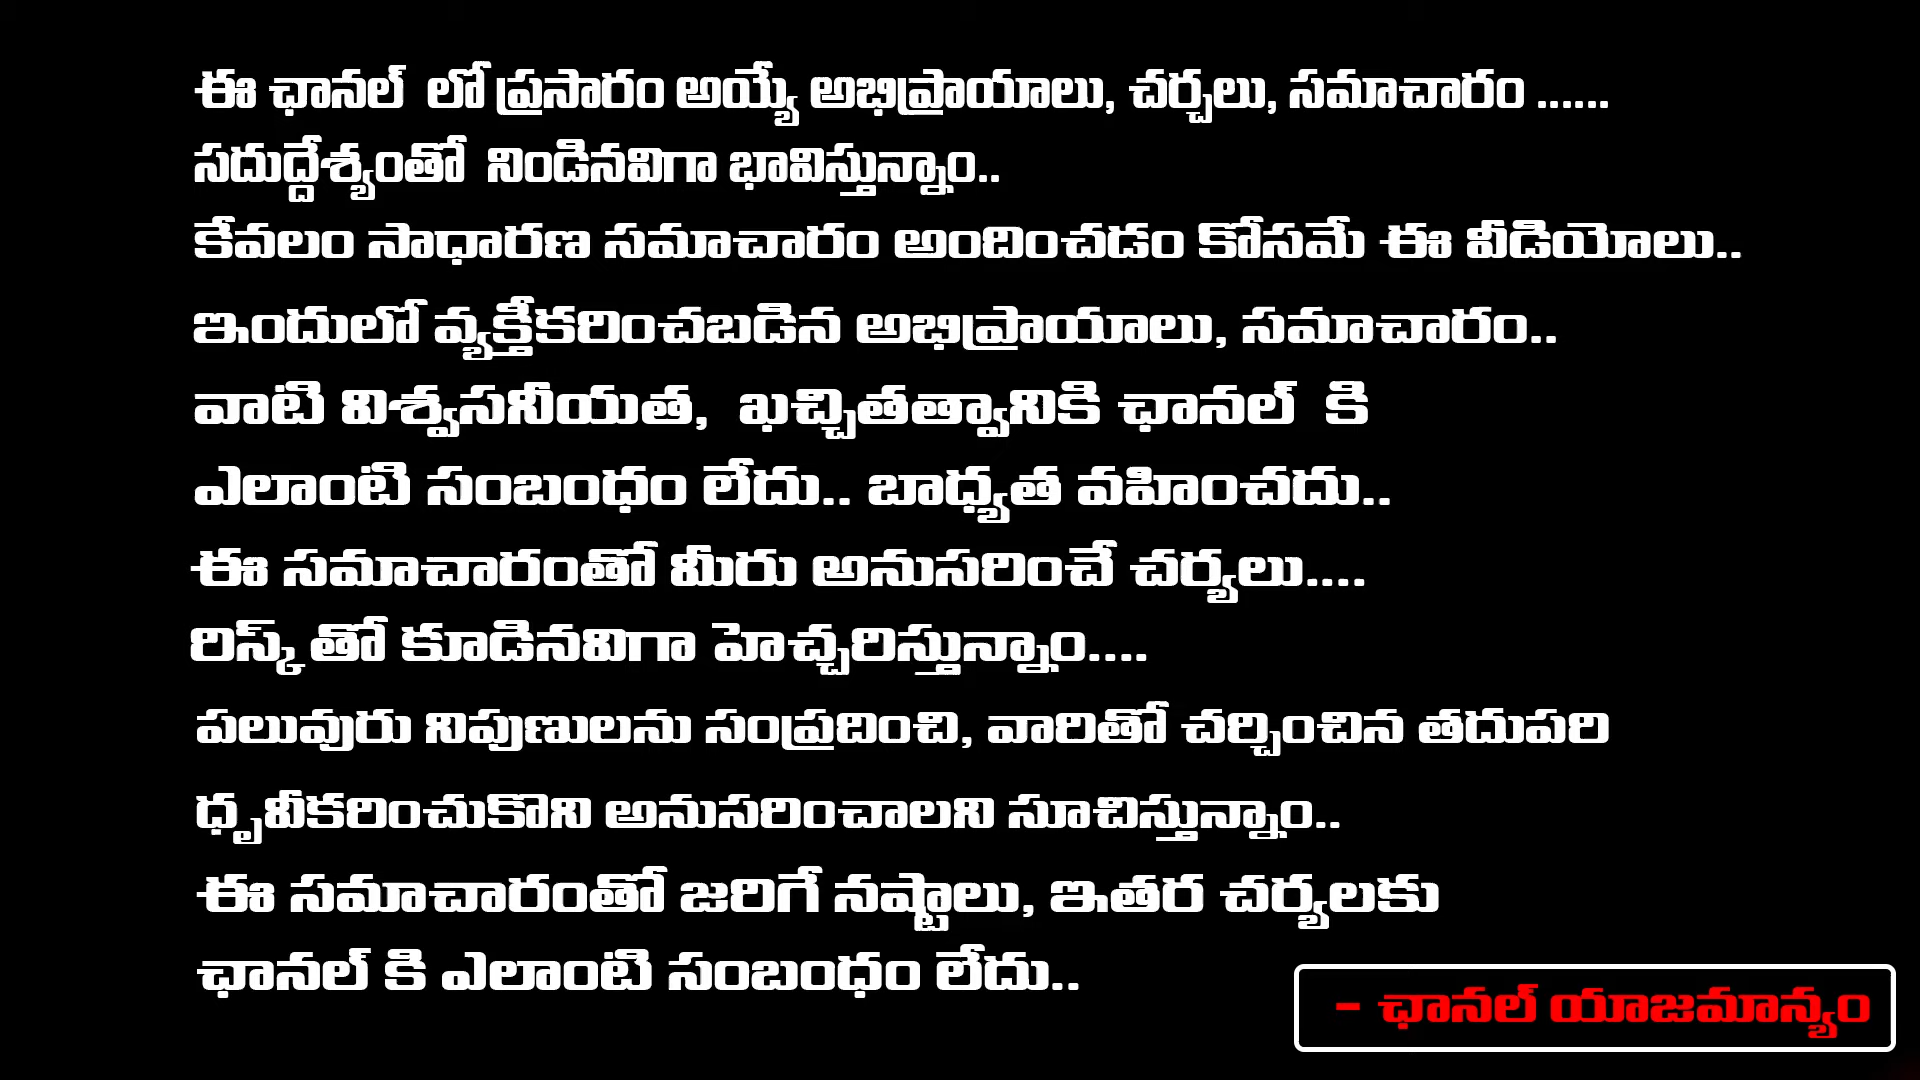 ఈ ఛానల్ లో ప్రసారం అయ్యే అభిప్రాయాలు, చర్చలు, సమాచారం ......
సదుద్దేశ్యంతో నిండినవిగా భావిస్తున్నాం..
కేవలం సాధారణ సమాచారం అందించడం కోసమే ఈ వీడియోలు..
ఇందులో వ్యక్తీకరించబడిన అభిప్రాయాలు, సమాచారం..
వాటి విశ్వసనీయత, ఖచ్చితత్వానికి ఛానల్ కి
ఎలాంటి సంబంధం లేదు.. బాధ్యత వహించదు..
ఈ సమాచారంతో మీరు అనుసరించే చర్యలు....
రిస్క్ తో కూడినవిగా హెచ్చరిస్తున్నాం....
పలువురు నిపుణులను సంప్రదించి, వారితో చర్చించిన తదుపరి
ధృవీకరించుకొని అనుసరించాలని సూచిస్తున్నాం..
ఈ సమాచారంతో జరిగే నష్టాలు, ఇతర చర్యలకు
ఛానల్ కి ఎలాంటి సంబంధం లేదు..
- ఛానల్ యాజమాన్యం